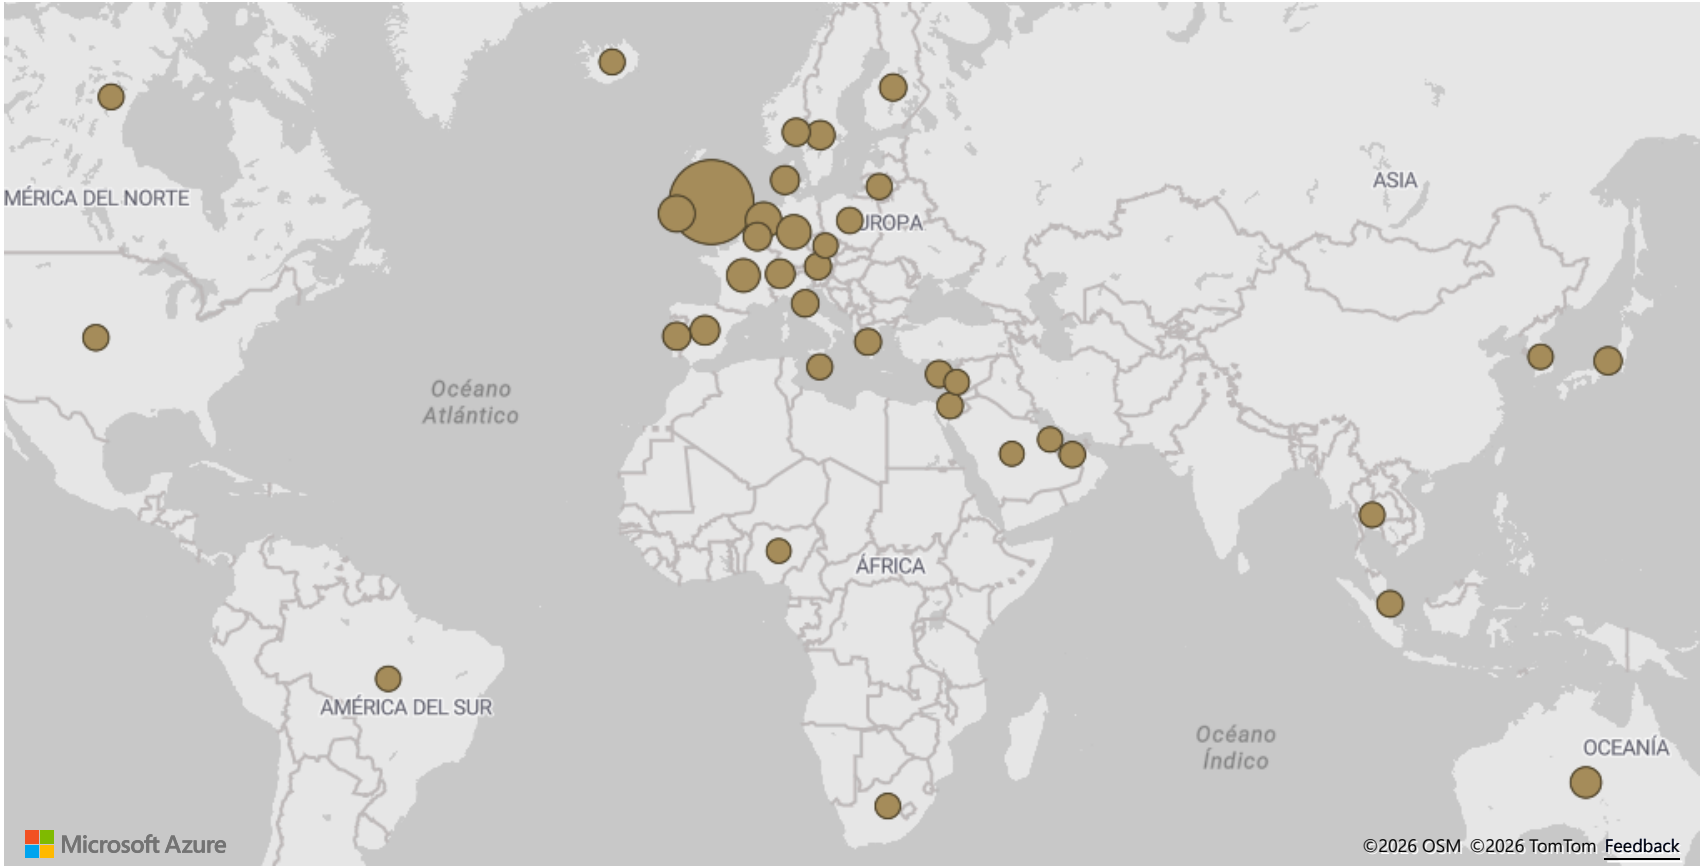 MÉRICA DEL NORTE
ASIA
UROPA
Océano
Atlántico
ÁFRICA
AMÉRICA DEL SUR
Océano
Índico
OCEANÍA
Microsoft Azure
©2026 OSM ©2026 TomTom Feedback